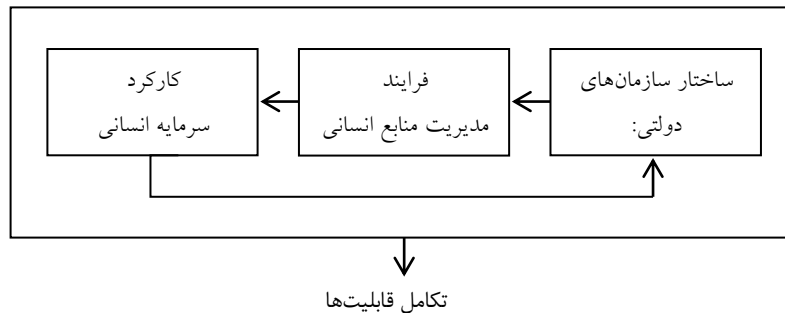 ساختار سازمان‌های
دولتی:
فرایند
مدیریت منابع انسانی
کارکرد
سرمایه انسانی
تکامل قابلیت‌ها